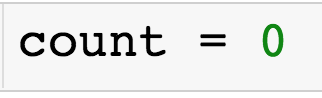 count = 0